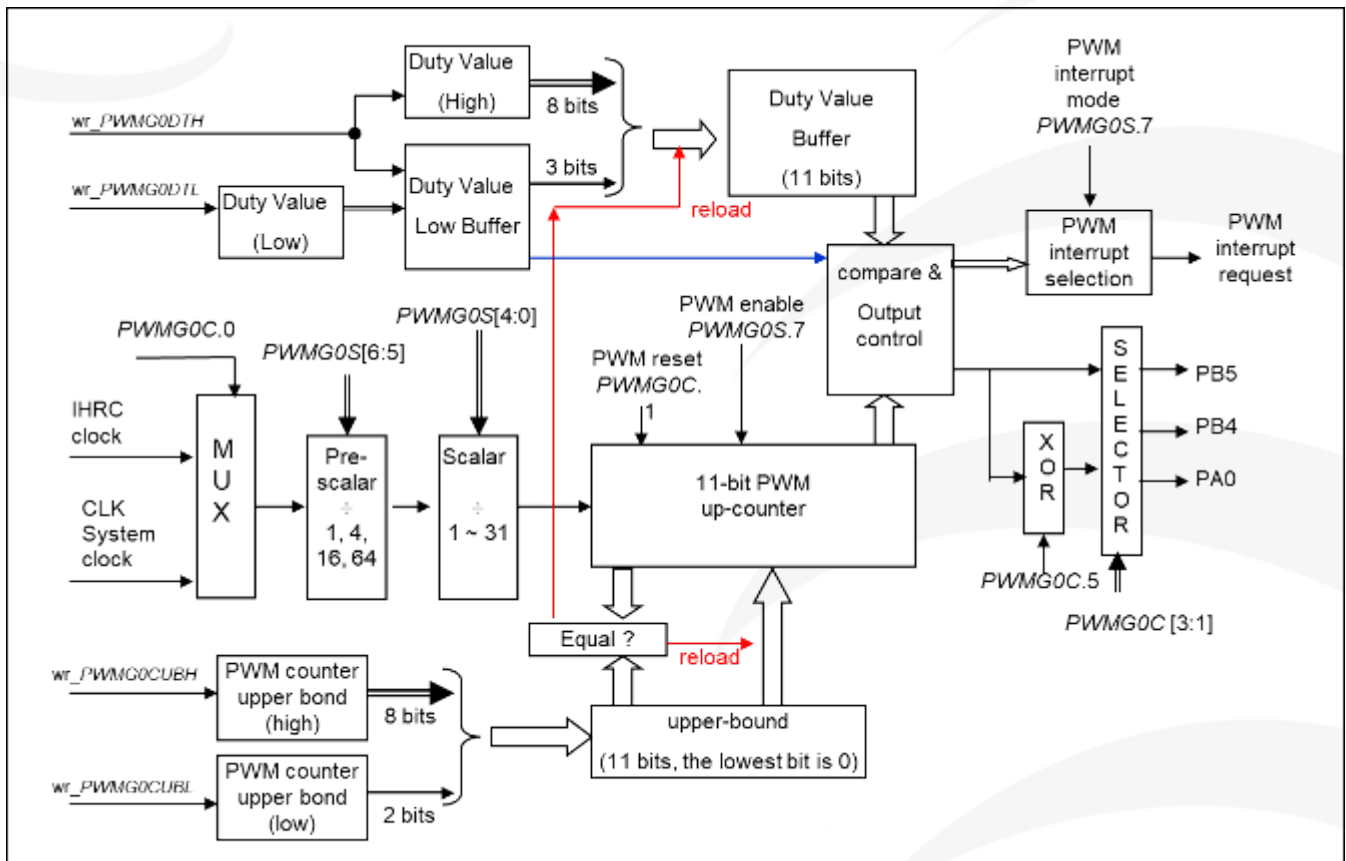 wr_PWMG0DTH
wr_PWMG0DTL
Duty Value
(High)
8 bits
Duty Value
(Low)
Duty Value
Low Buffer
3 bits
reload
Duty Value
Buffer
(11 bits)
PWM
interrupt
mode
PWMG0S.7
PWM
interrupt
selection
PWM
interrupt
request
compare &
Output
control
PWMG0C.0
PWMG0S[6:5]
PWMG0S[4:0]
IHRC
clock
CLK
System
clock
M
U
X
Pre-
scalar
÷
1, 4,
16, 64
Scalar
÷
1 ~ 31
PWM reset
PWMG0C.
1
PWM enable
PWMG0S.7
11-bit PWM
up-counter
X
O
R
PWMG0C.5
S
E
L
E
C
T
O
R
PWMG0C [3:1]
PB5
PB4
PA0
Equal ?
reload
wr_PWMG0CUBH
PWM counter
upper bond
(high)
8 bits
wr_PWMG0CUBL
PWM counter
upper bond
(low)
2 bits
upper-bound
(11 bits, the lowest bit is 0)